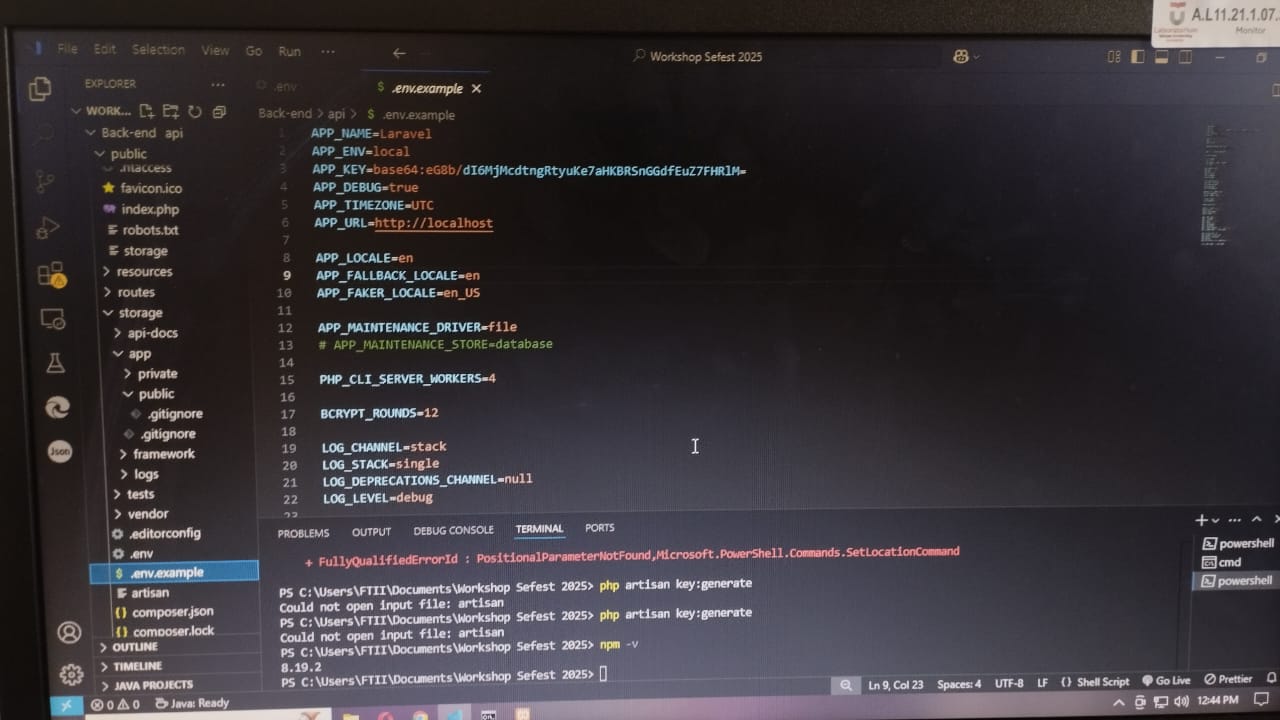 A.L11.21.1.07.
Laboratorium
Monitor
File Edit Selection View Go Run ···
Workshop Sefest 2025
EXPLORER ···
WORK...
Back-end api
public
.htaccess
favicon.ico
index.php
robots.txt
storage
resources
routes
storage
api-docs
app
private
public
.gitignore
.gitignore
framework
logs
tests
vendor
.editorconfig
.env
$ .env.example
artisan
{} composer.json
{} composer.lock
OUTLINE
TIMELINE
JAVA PROJECTS
Json
.env
$ .env.example ×
Back-end > api > $ .env.example
1 APP_NAME=Laravel
2 APP_ENV=local
3 APP_KEY=base64:eG8b/dI6MjMcdtngRtyuKe7aHKBRSnGGdfEuZ7FHRlM=
4 APP_DEBUG=true
5 APP_TIMEZONE=UTC
6 APP_URL=http://localhost
7
8 APP_LOCALE=en
9 APP_FALLBACK_LOCALE=en
10 APP_FAKER_LOCALE=en_US
11
12 APP_MAINTENANCE_DRIVER=file
13 # APP_MAINTENANCE_STORE=database
14
15 PHP_CLI_SERVER_WORKERS=4
16
17 BCRYPT_ROUNDS=12
18
19 LOG_CHANNEL=stack
20 LOG_STACK=single
21 LOG_DEPRECATIONS_CHANNEL=null
22 LOG_LEVEL=debug
23
PROBLEMS OUTPUT DEBUG CONSOLE TERMINAL PORTS
+ FullyQualifiedErrorId : PositionalParameterNotFound,Microsoft.PowerShell.Commands.SetLocationCommand
PS C:\Users\FTII\Documents\Workshop Sefest 2025> php artisan key:generate
Could not open input file: artisan
PS C:\Users\FTII\Documents\Workshop Sefest 2025> php artisan key:generate
Could not open input file: artisan
PS C:\Users\FTII\Documents\Workshop Sefest 2025> npm -v
8.19.2
PS C:\Users\FTII\Documents\Workshop Sefest 2025>
powershell
cmd
powershell
0 0 Java: Ready
Ln 9, Col 23 Spaces: 4 UTF-8 LF {} Shell Script Go Live Prettier
12:44 PM